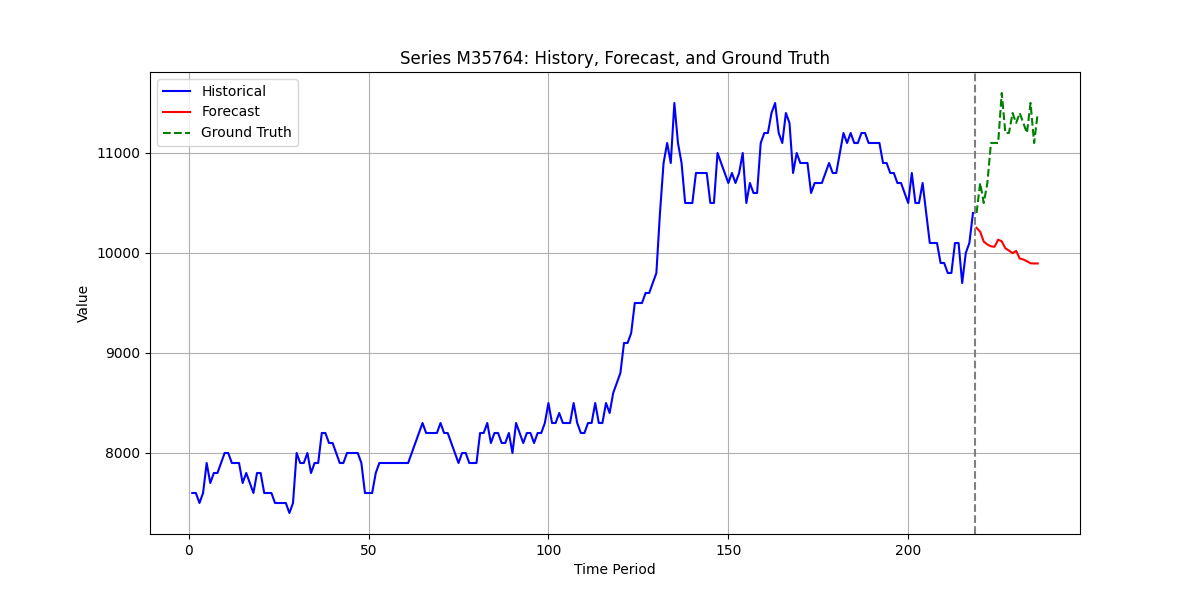 Series M35764: History, Forecast, and Ground Truth
Historical
Forecast
Ground Truth
11000
10000
9000
8000
Value
0
50
100
150
200
Time Period